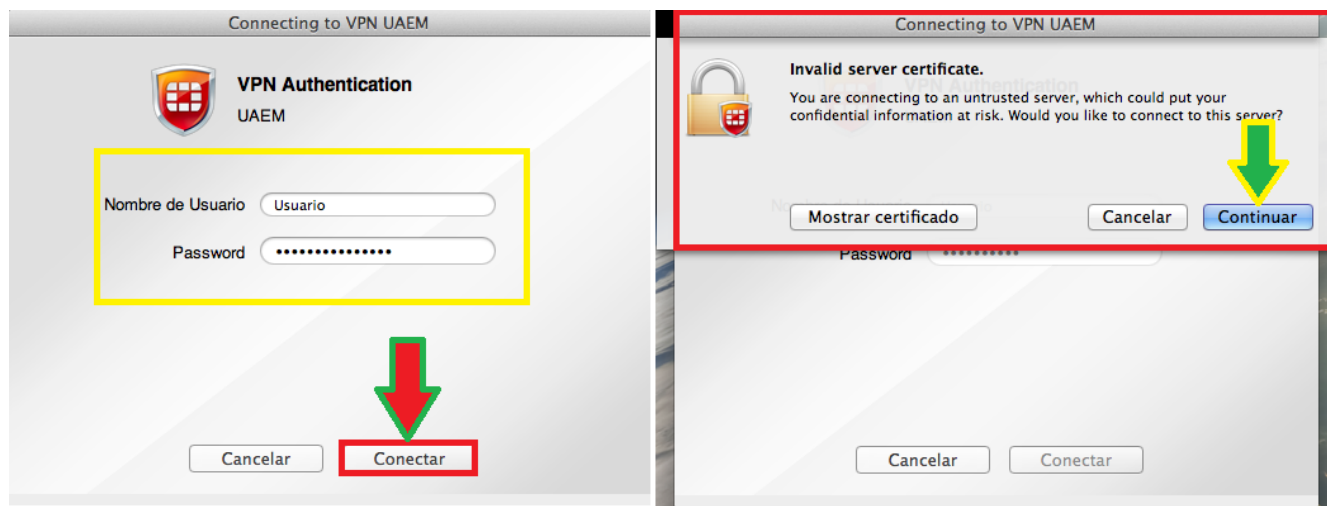 Connecting to VPN UAEM
VPN Authentication
UAEM
Nombre de Usuario Usuario
Password ••••••••••••••
Cancelar Conectar
Connecting to VPN UAEM
Invalid server certificate.
You are connecting to an untrusted server, which could put your
confidential information at risk. Would you like to connect to this server?
Mostrar certificado Cancelar Continuar
Password ••••••••••
Cancelar Conectar